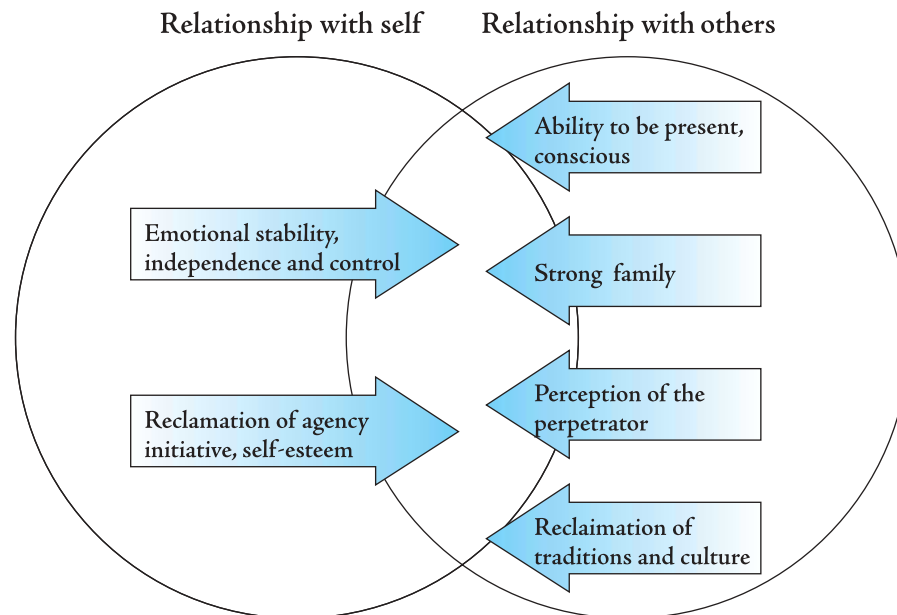 Relationship with self
Relationship with others
Ability to be present,
conscious
Emotional stability,
independence and control
Strong family
Reclamation of agency
initiative, self-esteem
Perception of the
perpetrator
Reclaimation of
traditions and culture